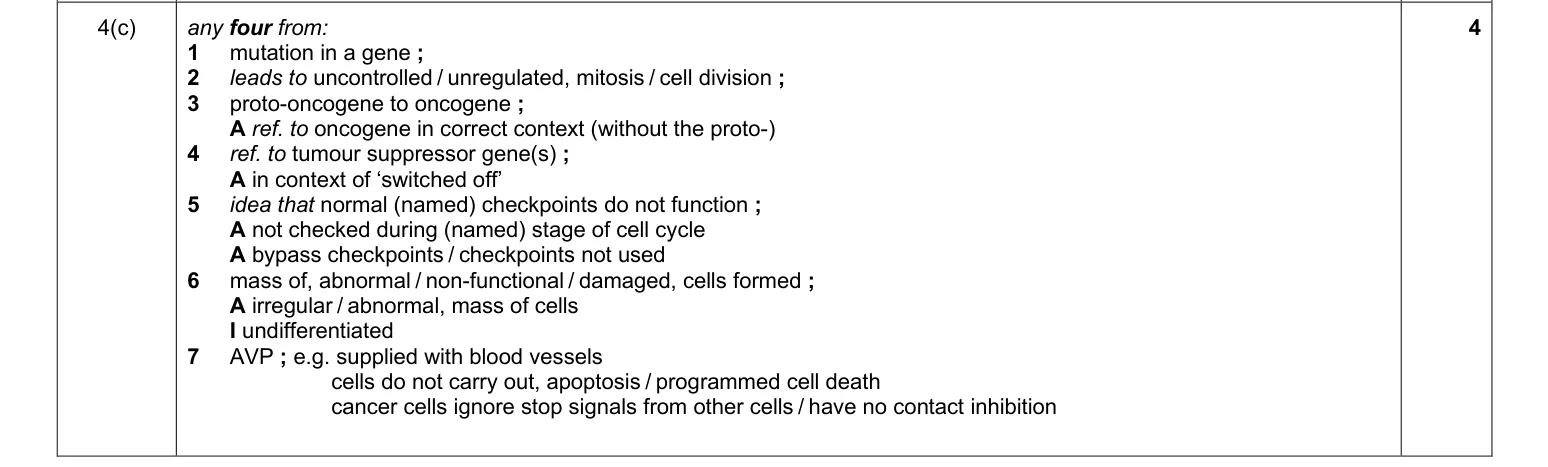 4(c) any four from: 4
1 mutation in a gene ;
2 leads to uncontrolled / unregulated, mitosis / cell division ;
3 proto-oncogene to oncogene ;
A ref. to oncogene in correct context (without the proto-)
4 ref. to tumour suppressor gene(s) ;
A in context of ‘switched off’
5 idea that normal (named) checkpoints do not function ;
A not checked during (named) stage of cell cycle
A bypass checkpoints / checkpoints not used
6 mass of, abnormal / non-functional / damaged, cells formed ;
A irregular / abnormal, mass of cells
I undifferentiated
7 AVP ; e.g. supplied with blood vessels
cells do not carry out, apoptosis / programmed cell death
cancer cells ignore stop signals from other cells / have no contact inhibition